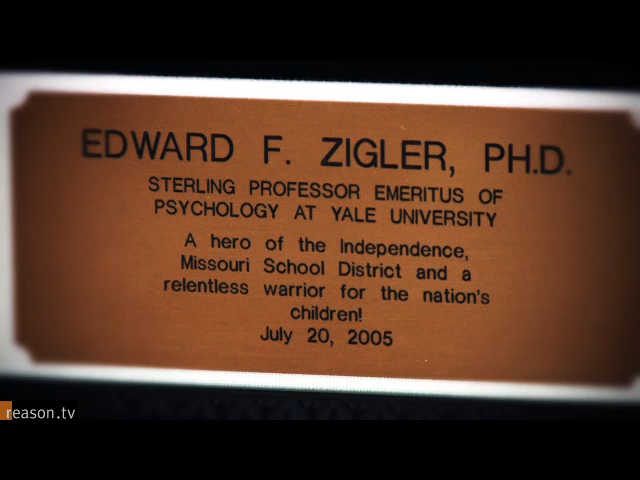 EDWARD F. ZIGLER, PH.D.
STERLING PROFESSOR EMERITUS OF
PSYCHOLOGY AT YALE UNIVERSITY
A hero of the Independence,
Missouri School District and a
relentless warrior for the nation's
children!
July 20, 2005
reason.tv